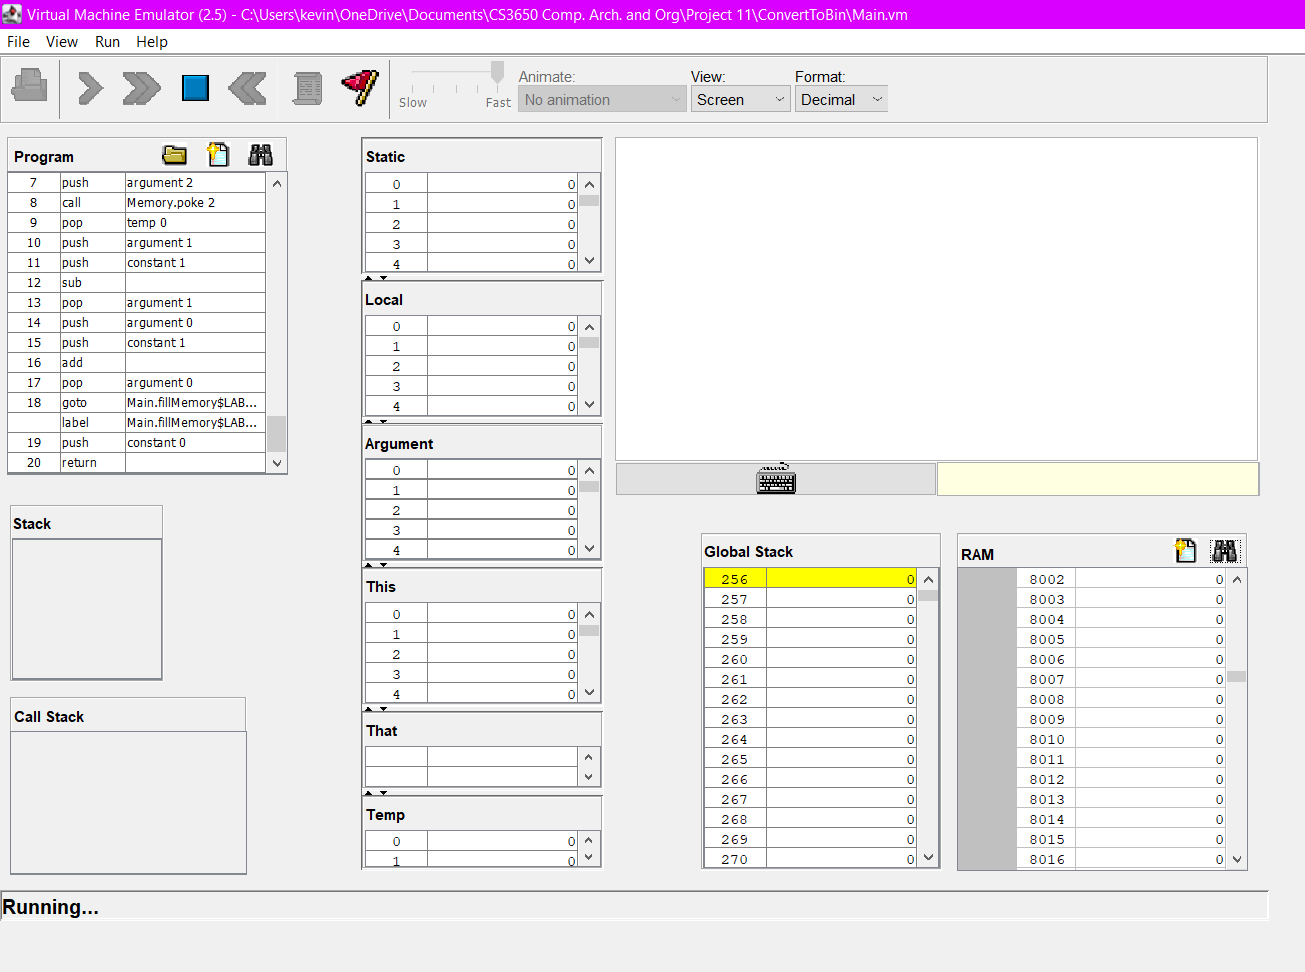 Virtual Machine Emulator (2.5) - C:\Users\kevin\OneDrive\Documents\CS3650 Comp. Arch. and Org\Project 11\ConvertToBin\Main.vm
File View Run Help
Slow Fast
Animate:
No animation
View:
Screen
Format:
Decimal
Program
7 push argument 2
8 call Memory.poke 2
9 pop temp 0
10 push argument 1
11 push constant 1
12 sub
13 pop argument 1
14 push argument 0
15 push constant 1
16 add
17 pop argument 0
18 goto Main.fillMemory$LAB...
label Main.fillMemory$LAB...
19 push constant 0
20 return
Stack
Call Stack
Static
0 0
1 0
2 0
3 0
4 0
Local
0 0
1 0
2 0
3 0
4 0
Argument
0 0
1 0
2 0
3 0
4 0
This
0 0
1 0
2 0
3 0
4 0
That
Temp
0 0
1 0
Global Stack
256 0
257 0
258 0
259 0
260 0
261 0
262 0
263 0
264 0
265 0
266 0
267 0
268 0
269 0
270 0
RAM
8002 0
8003 0
8004 0
8005 0
8006 0
8007 0
8008 0
8009 0
8010 0
8011 0
8012 0
8013 0
8014 0
8015 0
8016 0
Running...